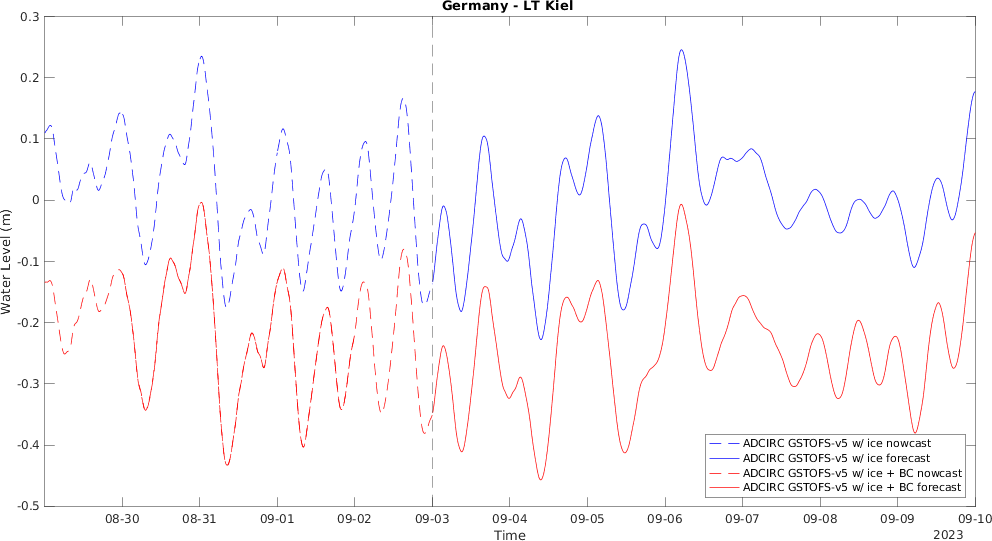 Germany - LT Kiel
0.3
0.2
0.1
0
-0.1
-0.2
-0.3
-0.4
-0.5
Water Level (m)
ADCIRC GSTOFS-v5 w/ ice nowcast
ADCIRC GSTOFS-v5 w/ ice forecast
ADCIRC GSTOFS-v5 w/ ice + BC nowcast
ADCIRC GSTOFS-v5 w/ ice + BC forecast
08-30 08-31 09-01 09-02 09-03 09-04 09-05 09-06 09-07 09-08 09-09 09-10
Time
2023